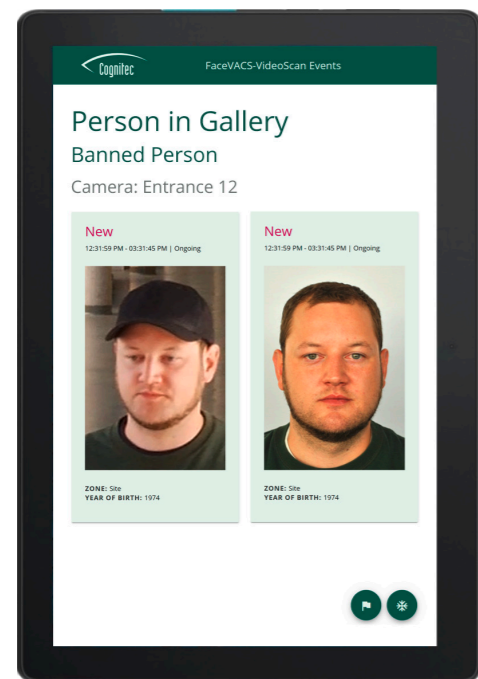 Cognitec
FaceVACS-VideoScan Events
Person in Gallery
Banned Person
Camera: Entrance 12
New
12:31:59 PM - 03:31:45 PM | Ongoing
ZONE: Site
YEAR OF BIRTH: 1974
New
12:31:59 PM - 03:31:45 PM | Ongoing
ZONE: Site
YEAR OF BIRTH: 1974